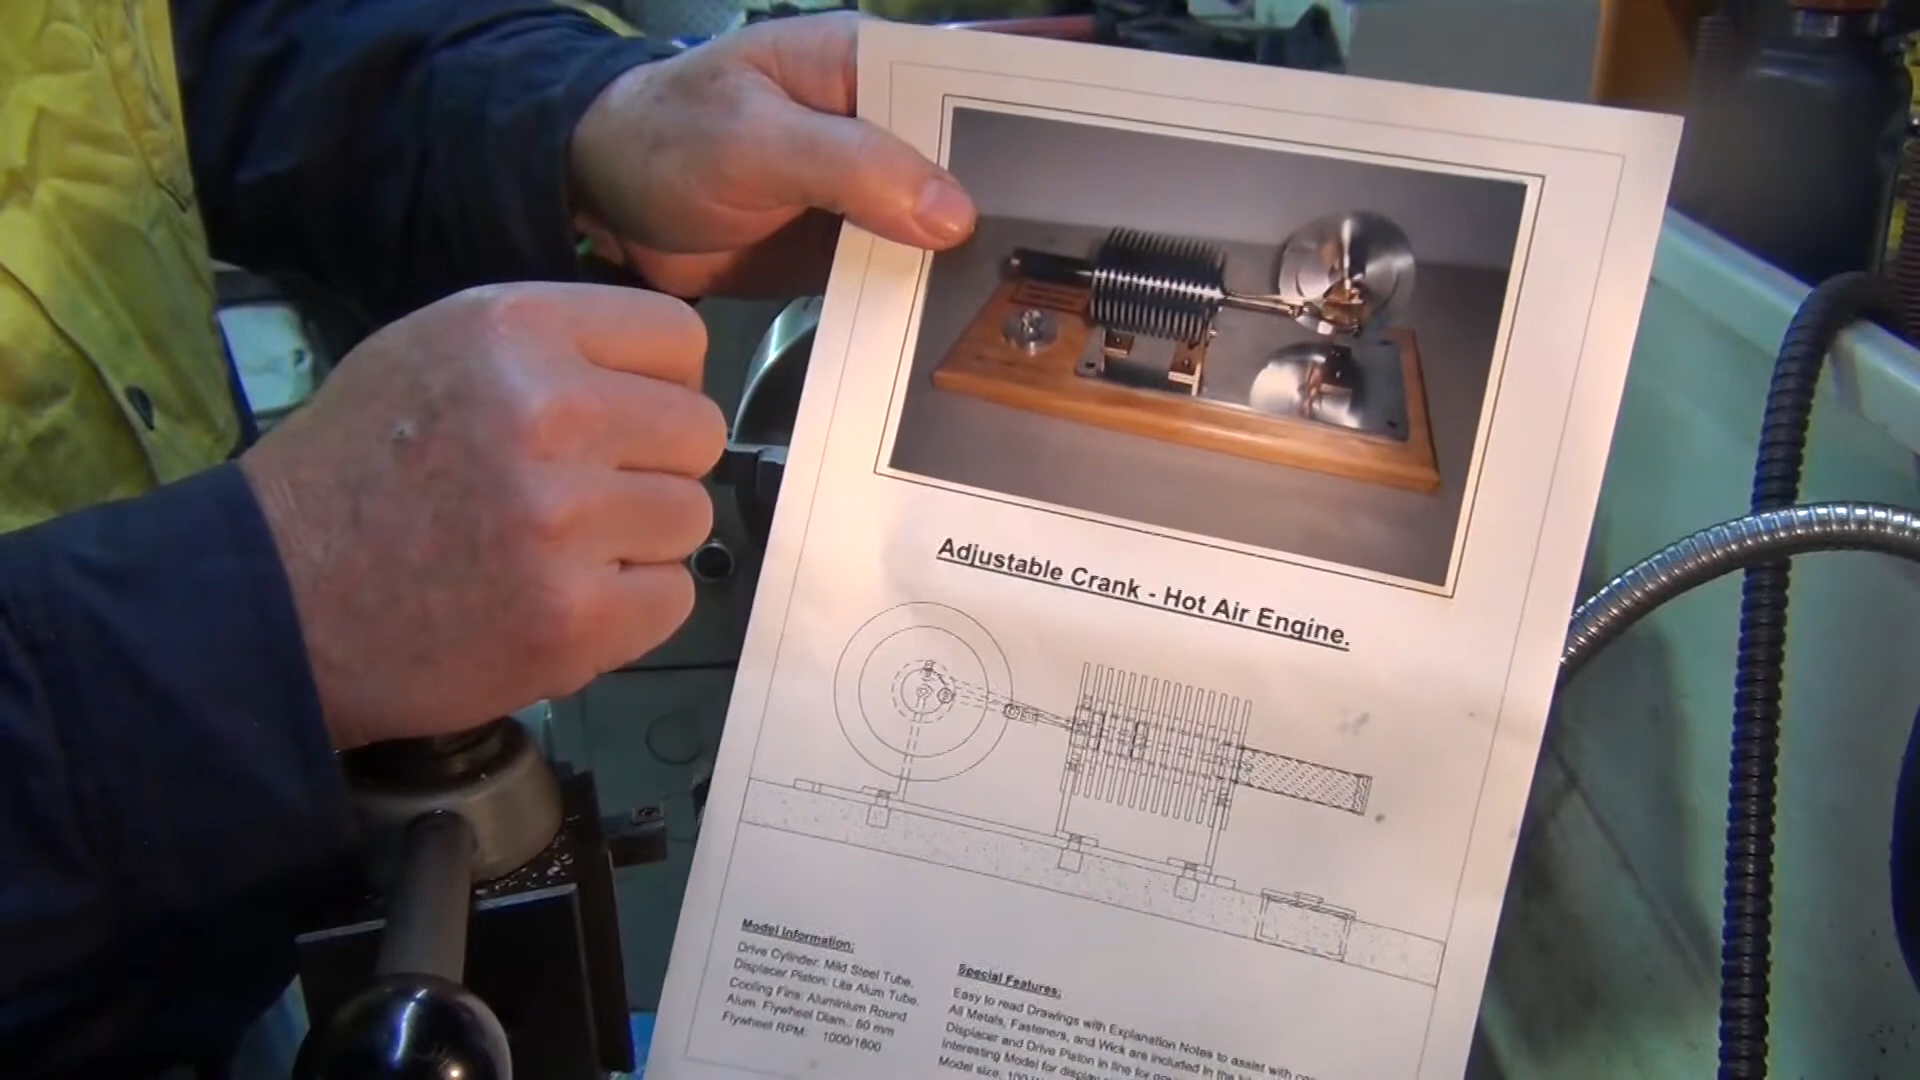 Adjustable Crank - Hot Air Engine.
Model Information:
Drive Cylinder: Mild Steel Tube.
Displacer Piston: Lite Alum Tube.
Cooling Fins: Aluminium Round.
Alum. Flywheel Diam.: 60 mm
Flywheel RPM: 1000/1800
Special Features:
Easy to read Drawings with Explanation Notes to assist with
All Metals, Fasteners, and Wick are included in the
Displacer and Drive Piston in line for
Interesting Model for display
Model size, 190